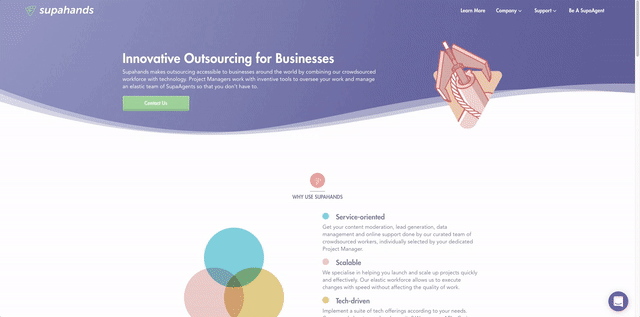 supahands
Learn More Company Support Be A SupaAgent
Innovative Outsourcing for Businesses
Supahands makes outsourcing accessible to businesses around the world by combining our crowdsourced
workforce with technology. Project Managers work with inventive tools to oversee your work and manage
an elastic team of SupaAgents so that you don't have to.
Contact Us
WHY USE SUPAHANDS
Service-oriented
Get your content moderation, lead generation, data
management and online support done by our curated team of
crowdsourced workers, individually selected by your dedicated
Project Manager.
Scalable
We specialise in helping you launch and scale up projects quickly
and effectively. Our elastic workforce allows us to execute
changes with speed without affecting the quality of work.
Tech-driven
Implement a suite of tech offerings according to your needs.